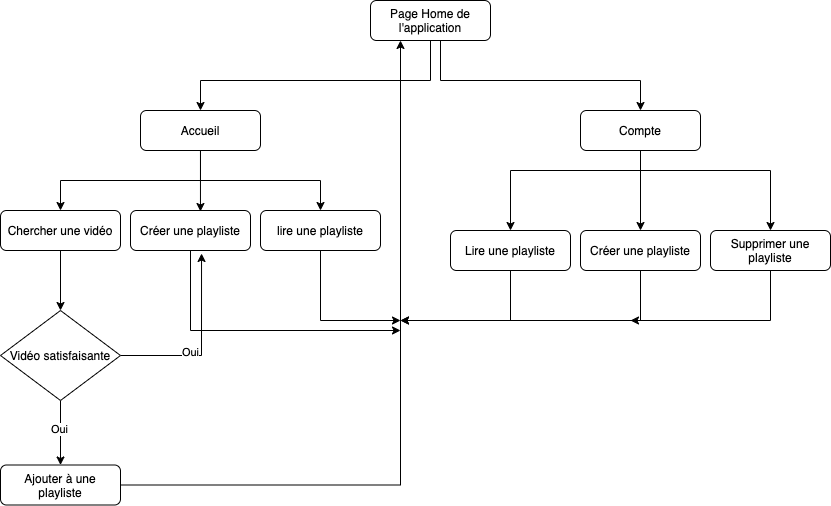 Page Home de
l'application
Accueil
Compte
Chercher une vidéo
Créer une playliste
lire une playliste
Lire une playliste
Créer une playliste
Supprimer une
playliste
Vidéo satisfaisante
Oui
Oui
Ajouter à une
playliste